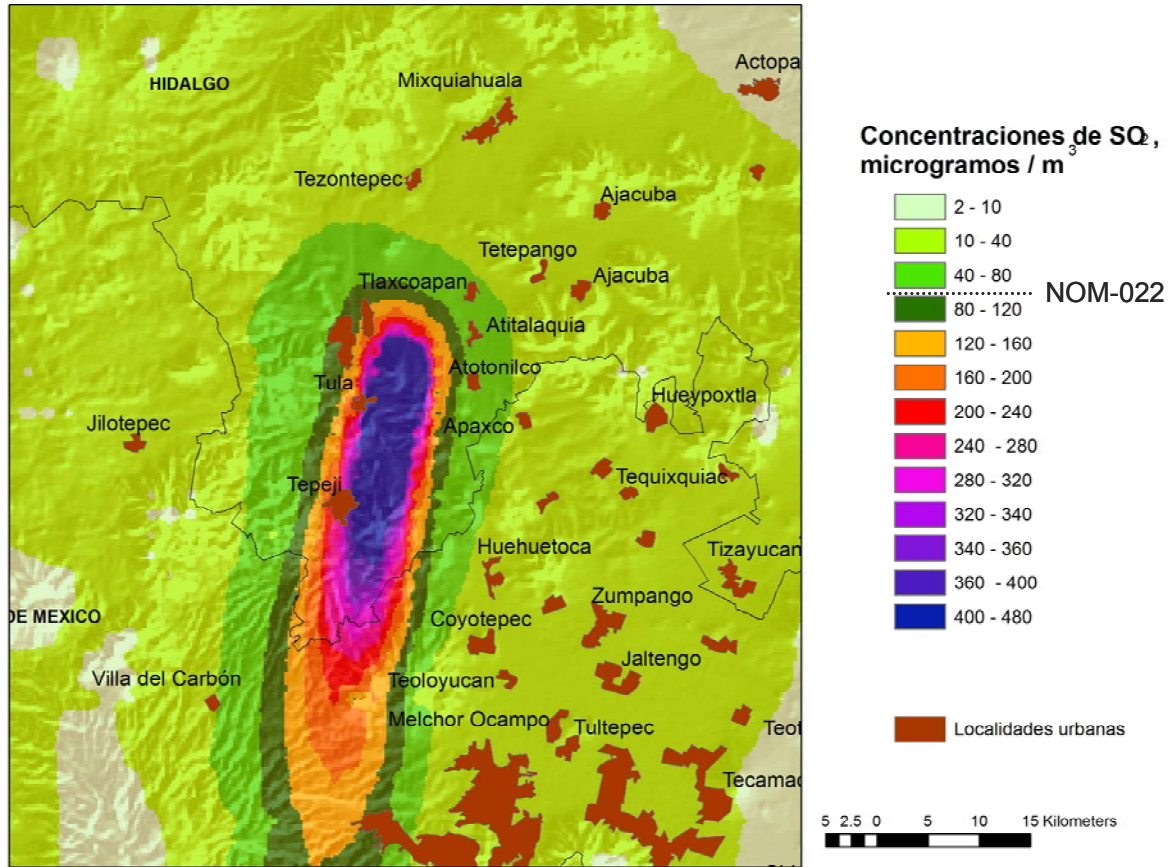 HIDALGO
Mixquiahuala
Actopa
Tezontepec
Ajacuba
Tetepango
Ajacuba
Tlaxcoapan
Atitalaquia
Atotonilco
Tula
Hueypoxtla
Jilotepec
Apaxco
Tequixquiac
Tepeji
Huehuetoca
Tizayucan
DE MEXICO
Zumpango
Coyotepec
Jaltengo
Villa del Carbón
Teoloyucan
Melchor Ocampo
Tultepec
Teot
Tecamac
Concentraciones de SO2,
microgramos / m3
2 - 10
10 - 40
40 - 80
NOM-022
80 - 120
120 - 160
160 - 200
200 - 240
240 - 280
280 - 320
320 - 340
340 - 360
360 - 400
400 - 480
Localidades urbanas
5 2.5 0 5 10 15 Kilometers